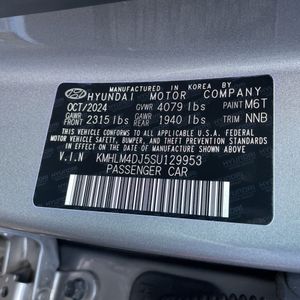 MANUFACTURED IN KOREA BY
HYUNDAI MOTOR COMPANY
OCT/2024 GVWR 4079 lbs PAINT M6T
GAWR FRONT 2315 lbs GAWR REAR 1940 lbs TRIM NNB
THIS VEHICLE CONFORMS TO ALL APPLICABLE
FEDERAL MOTOR VEHICLE SAFETY, BUMPER,
AND THEFT PREVENTION STANDARDS IN
EFFECT ON THE DATE OF MANUFACTURE
SHOWN ABOVE.
V.I.N KMHLM4DJ5SU129953
PASSENGER CAR